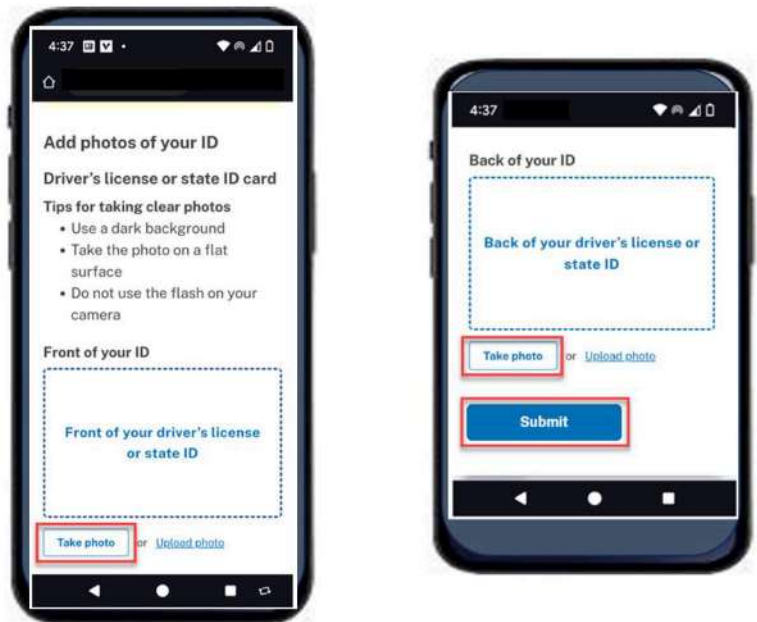 4:37
Add photos of your ID
Driver's license or state ID card
Tips for taking clear photos
• Use a dark background
• Take the photo on a flat
surface
• Do not use the flash on your
camera
Front of your ID
Front of your driver's license
or state ID
Take photo or Upload photo
4:37
Back of your ID
Back of your driver's license or
state ID
Take photo or Upload photo
Submit